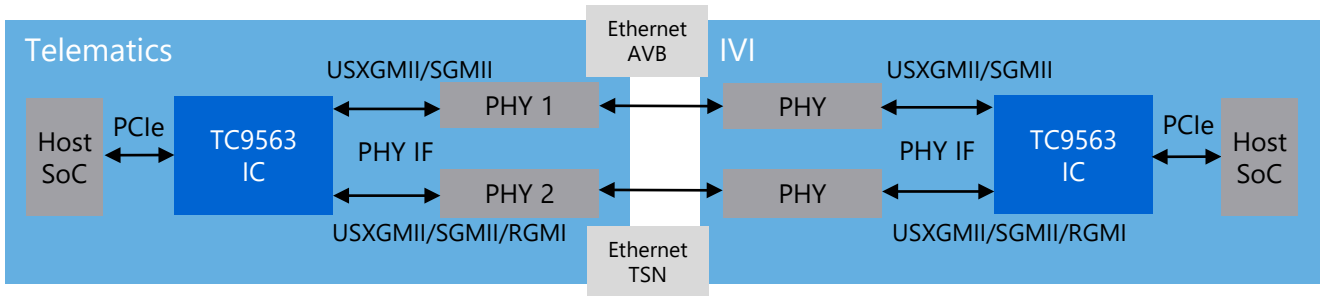 Ethernet
AVB
Telematics
USXGMII/SGMII
PHY 1
Host
SoC
PCIe
TC9563
IC
PHY IF
PHY 2
USXGMII/SGMII/RGMI
IVI
USXGMII/SGMII
PHY
PHY IF
TC9563
IC
PCIe
Host
SoC
PHY
USXGMII/SGMII/RGMI
Ethernet
TSN